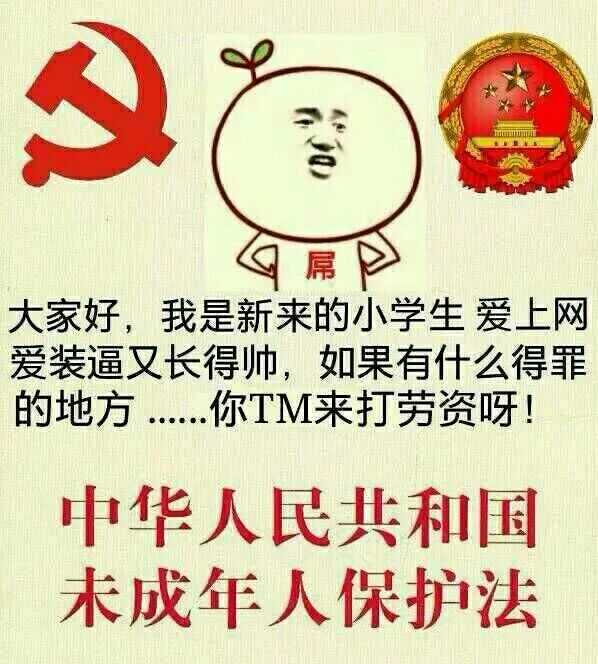 屌
大家好，我是新来的小学生 爱上网
爱装逼又长得帅，如果有什么得罪
的地方 ......你TM来打劳资呀！
中华人民共和国
未成年人保护法